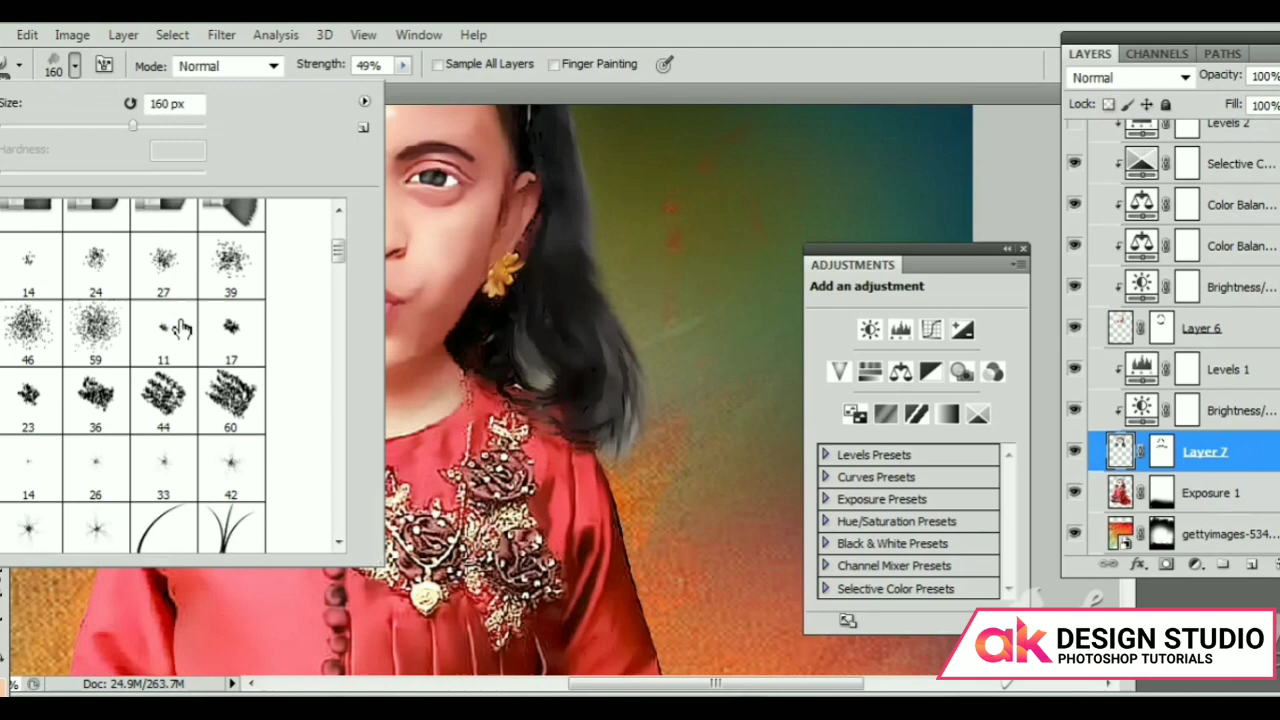 Edit Image Layer Select Filter Analysis 3D View Window Help
160 Mode: Normal Strength: 49% Sample All Layers Finger Painting
Size: 160 px
Hardness:
14 24 27 39
46 59 11 17
23 36 44 60
14 26 33 42
ADJUSTMENTS
Add an adjustment
Levels Presets
Curves Presets
Exposure Presets
Hue/Saturation Presets
Black & White Presets
Channel Mixer Presets
Selective Color Presets
LAYERS CHANNELS PATHS
Normal Opacity: 100%
Lock: Fill: 100%
Levels 2
Selective C...
Color Balan...
Color Balan...
Brightness/...
Layer 6
Levels 1
Brightness/...
Layer 7
Exposure 1
gettyimages-534...
% Doc: 24.9M/263.7M
ak DESIGN STUDIO
PHOTOSHOP TUTORIALS